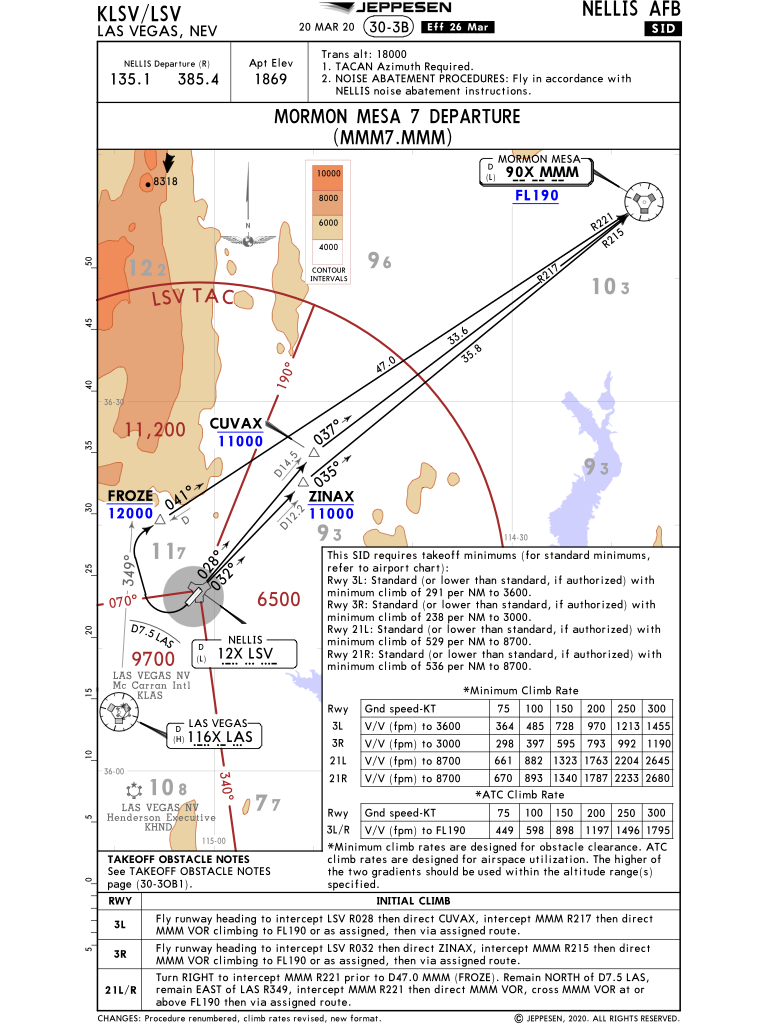 KLSV/LSV
LAS VEGAS, NEV
JEPPESEN
20 MAR 20 30-3B Eff 26 Mar
NELLIS AFB
SID
NELLIS Departure (R)
135.1 385.4
Apt Elev
1869
Trans alt: 18000
1. TACAN Azimuth Required.
2. NOISE ABATEMENT PROCEDURES: Fly in accordance with
NELLIS noise abatement instructions.
MORMON MESA 7 DEPARTURE
(MMM7.MMM)
8318
N
10000
8000
6000
4000
CONTOUR
INTERVALS
MORMON MESA
D
(L)
90X MMM
FL190
R221
R215
R217
12 2
9 6
10 3
LSV TAC
190°
47.0
33.6
35.8
36-30
11,200
CUVAX
11000
037°
D14.5
035°
FROZE
12000
041°
D
ZINAX
11000
D12.2
9 3
9 3
114-30
11 7
349°
028°
032°
070°
6500
D7.5 LAS
9700
NELLIS
D
(L)
12X LSV
LAS VEGAS NV
Mc Carran Intl
KLAS
LAS VEGAS
D
(H)
116X LAS
36-00
10 8
340°
7 7
LAS VEGAS NV
Henderson Executive
KHND
115-00
50
45
40
35
30
25
20
15
10
5
0
5
This SID requires takeoff minimums (for standard minimums,
refer to airport chart):
Rwy 3L: Standard (or lower than standard, if authorized) with
minimum climb of 291 per NM to 3600.
Rwy 3R: Standard (or lower than standard, if authorized) with
minimum climb of 238 per NM to 3000.
Rwy 21L: Standard (or lower than standard, if authorized) with
minimum climb of 529 per NM to 8700.
Rwy 21R: Standard (or lower than standard, if authorized) with
minimum climb of 536 per NM to 8700.
*Minimum Climb Rate
Rwy Gnd speed-KT 75 100 150 200 250 300
3L V/V (fpm) to 3600 364 485 728 970 1213 1455
3R V/V (fpm) to 3000 298 397 595 793 992 1190
21L V/V (fpm) to 8700 661 882 1323 1763 2204 2645
21R V/V (fpm) to 8700 670 893 1340 1787 2233 2680
*ATC Climb Rate
Rwy Gnd speed-KT 75 100 150 200 250 300
3L/R V/V (fpm) to FL190 449 598 898 1197 1496 1795
*Minimum climb rates are designed for obstacle clearance. ATC
climb rates are designed for airspace utilization. The higher of
the two gradients should be used within the altitude range(s)
specified.
TAKEOFF OBSTACLE NOTES
See TAKEOFF OBSTACLE NOTES
page (30-3OB1).
RWY INITIAL CLIMB
3L Fly runway heading to intercept LSV R028 then direct CUVAX, intercept MMM R217 then direct
MMM VOR climbing to FL190 or as assigned, then via assigned route.
3R Fly runway heading to intercept LSV R032 then direct ZINAX, intercept MMM R215 then direct
MMM VOR climbing to FL190 or as assigned, then via assigned route.
21L/R Turn RIGHT to intercept MMM R221 prior to D47.0 MMM (FROZE). Remain NORTH of D7.5 LAS,
remain EAST of LAS R349, intercept MMM R221 then direct MMM VOR, cross MMM VOR at or
above FL190 then via assigned route.
CHANGES: Procedure renumbered, climb rates revised, new format.
© JEPPESEN, 2020. ALL RIGHTS RESERVED.